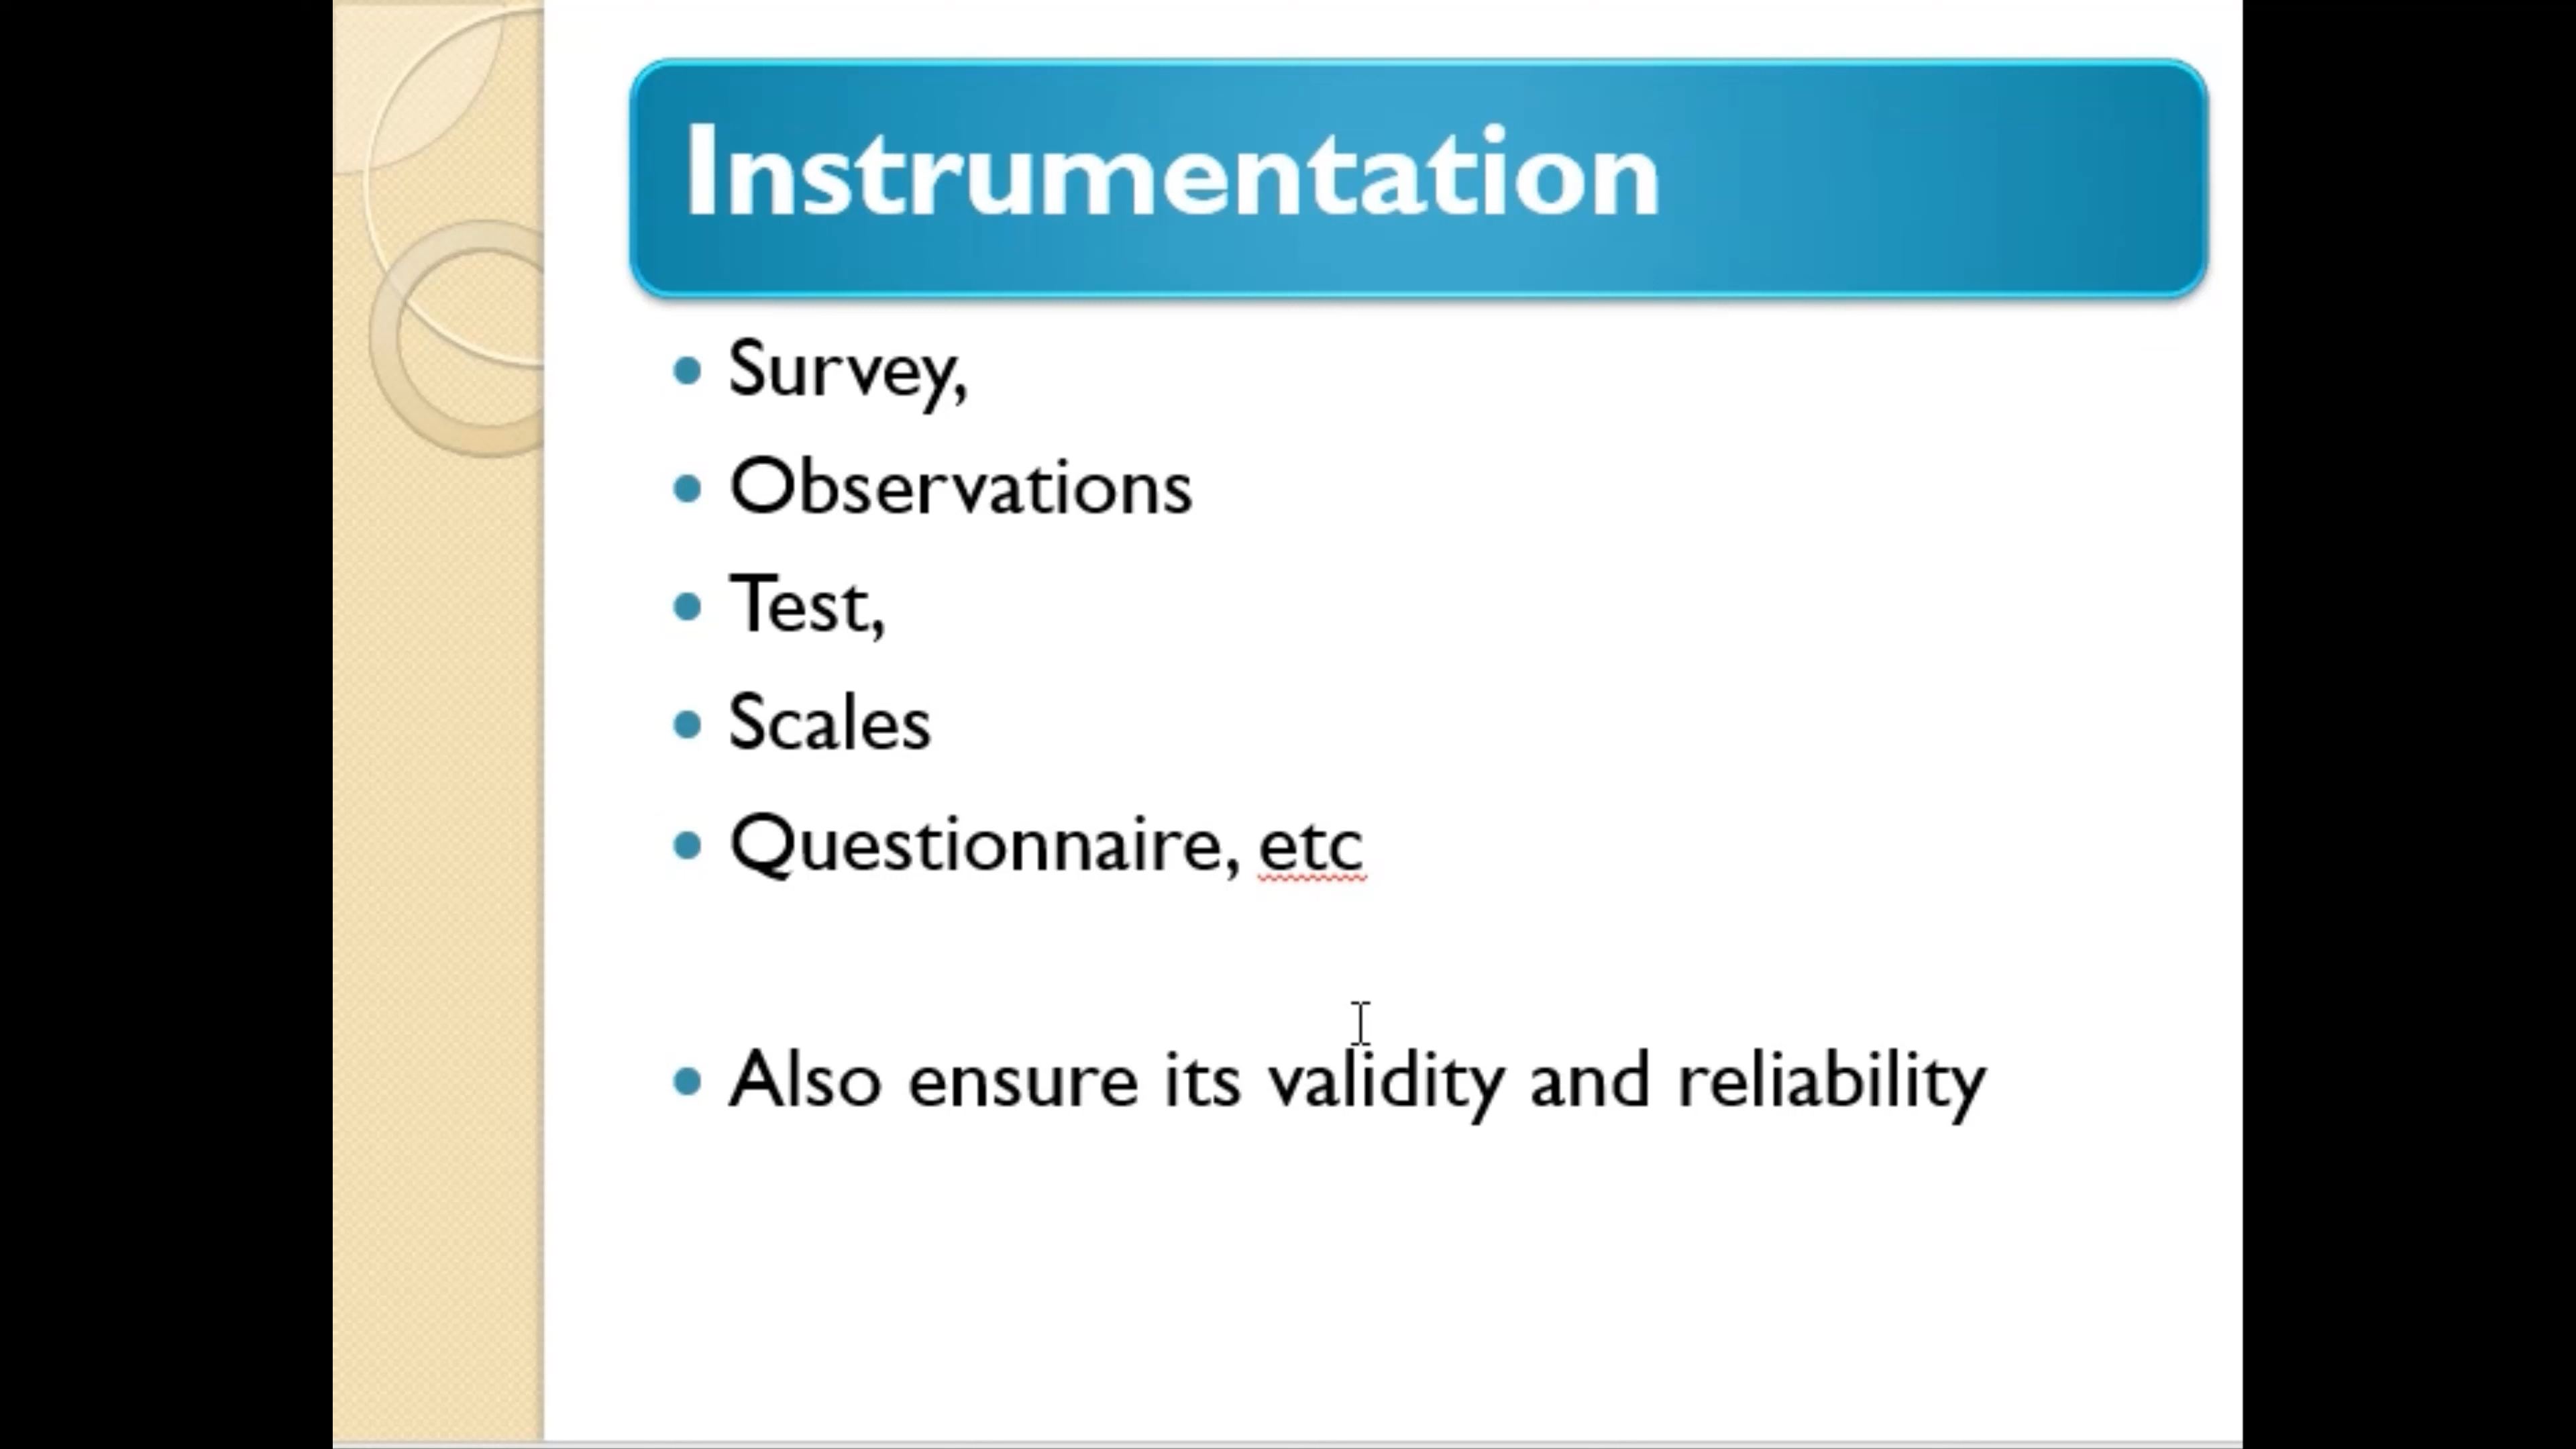 Instrumentation
Survey,
Observations
Test,
Scales
Questionnaire, etc
Also ensure its validity and reliability